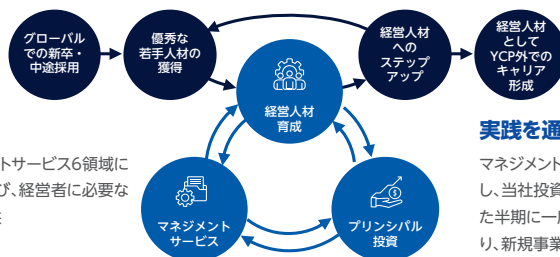 グローバル
での新卒・
中途採用
優秀な
若手人材の
獲得
経営人材
への
ステップ
アップ
経営人材
として
YCP外での
キャリア
形成
経営人材
育成
マネジメント
サービス
プリンシパル
投資
トサービス6領域に
び、経営者に必要な
実践を通
マネジメント
し、当社投資
た半期に一度
り、新規事業